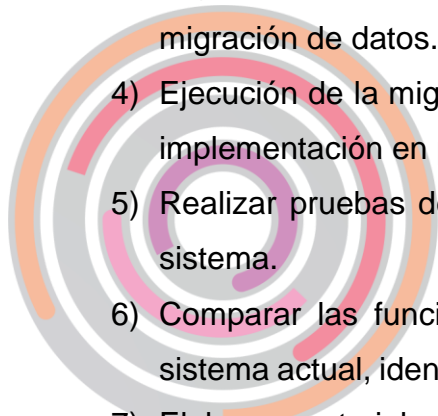 migración de datos.
4) Ejecución de la mig
implementación en
5) Realizar pruebas d
sistema.
6) Comparar las funci
sistema actual, iden